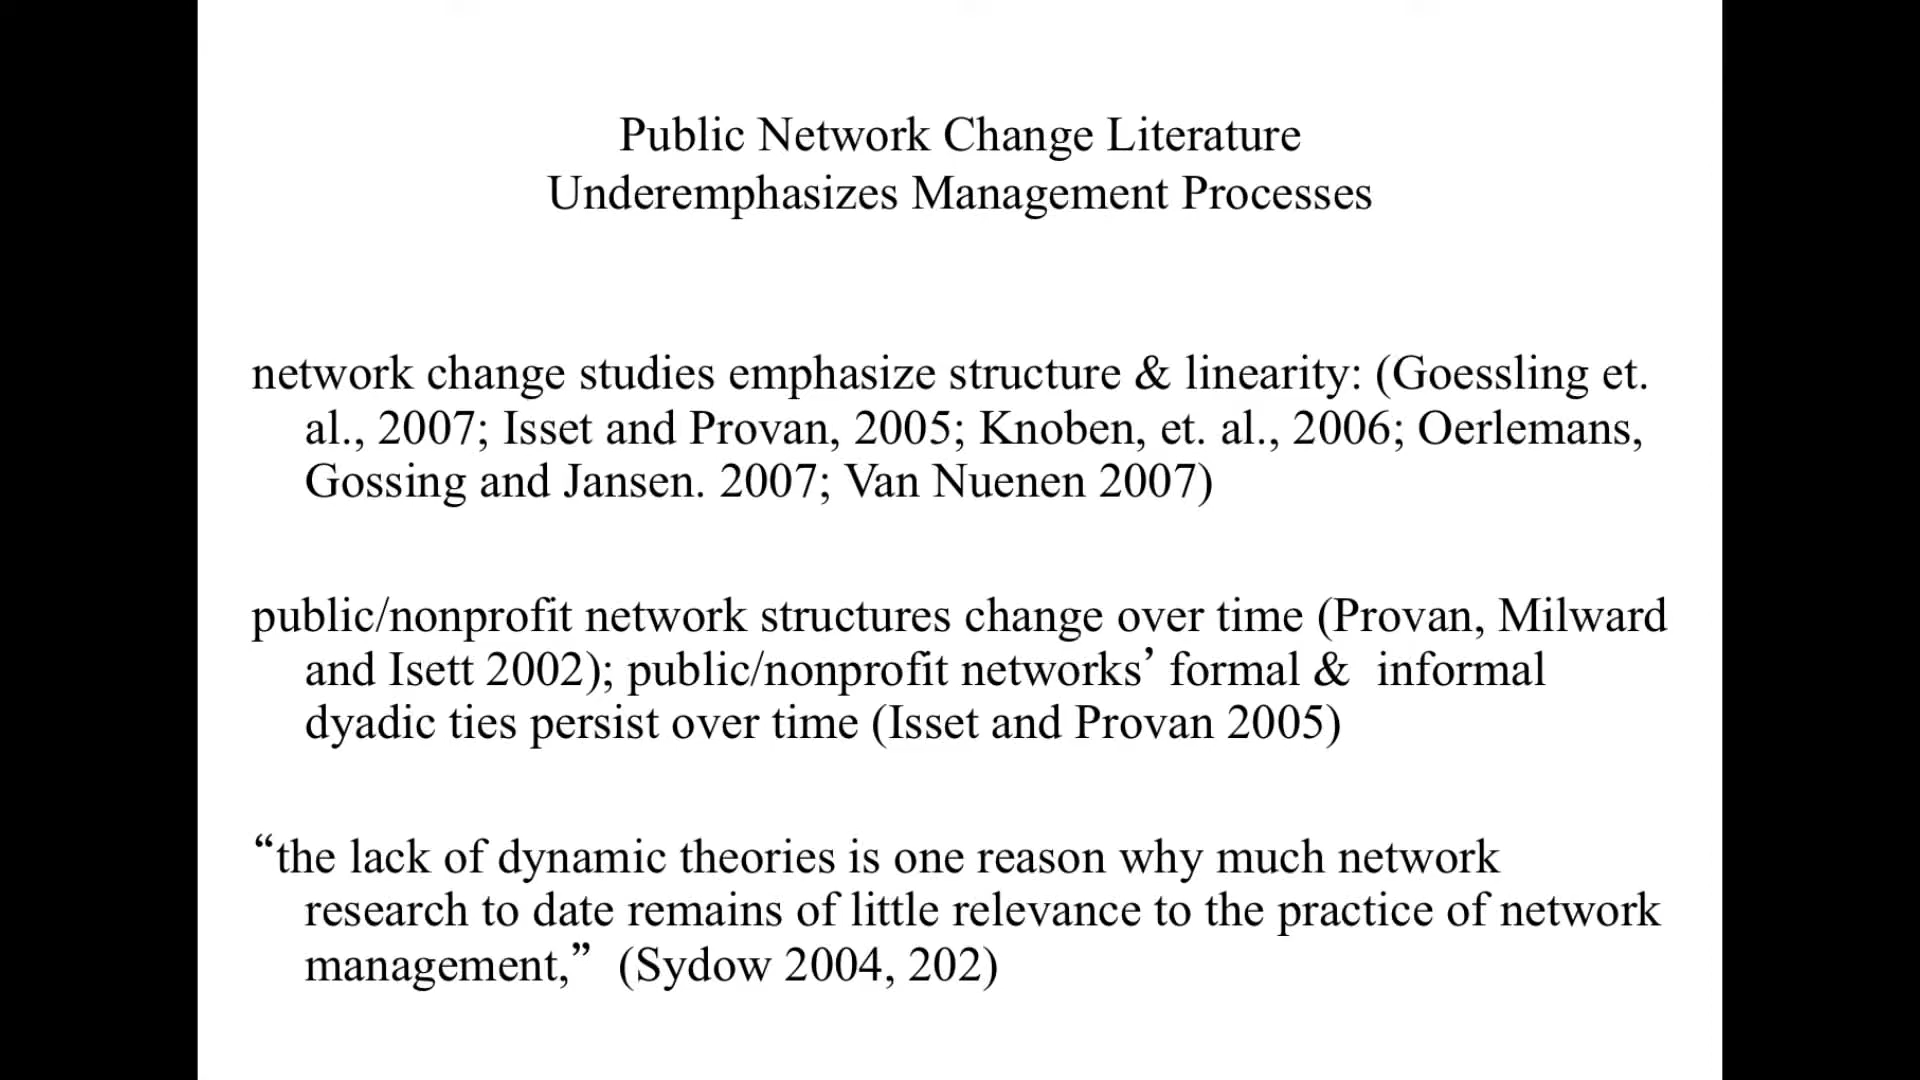 Public Network Change Literature
Underemphasizes Management Processes
network change studies emphasize structure & linearity: (Goessling et.
al., 2007; Isset and Provan, 2005; Knoben, et. al., 2006; Oerlemans,
Gossing and Jansen. 2007; Van Nuenen 2007)
public/nonprofit network structures change over time (Provan, Milward
and Isett 2002); public/nonprofit networks’ formal & informal
dyadic ties persist over time (Isset and Provan 2005)
“the lack of dynamic theories is one reason why much network
research to date remains of little relevance to the practice of network
management,” (Sydow 2004, 202)